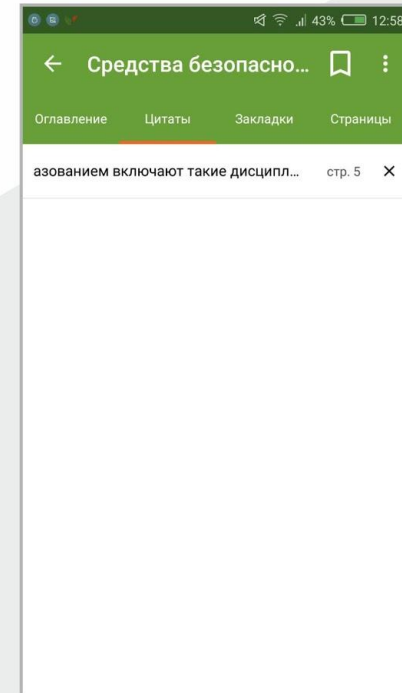 43% 12:58
Средства безопасно...
Оглавление Цитаты Закладки Страницы
азованием включают такие дисципл... стр. 5